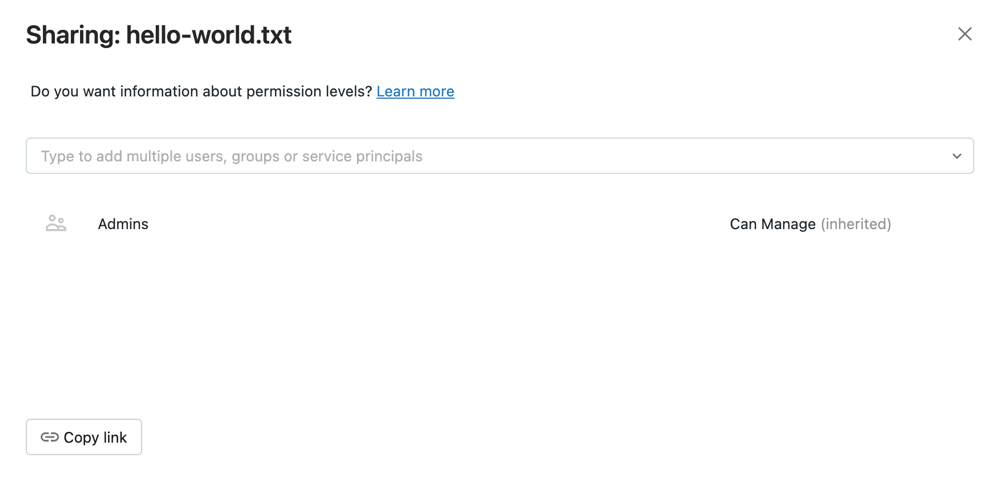 Sharing: hello-world.txt
Do you want information about permission levels? Learn more
Type to add multiple users, groups or service principals
Admins Can Manage (inherited)
Copy link